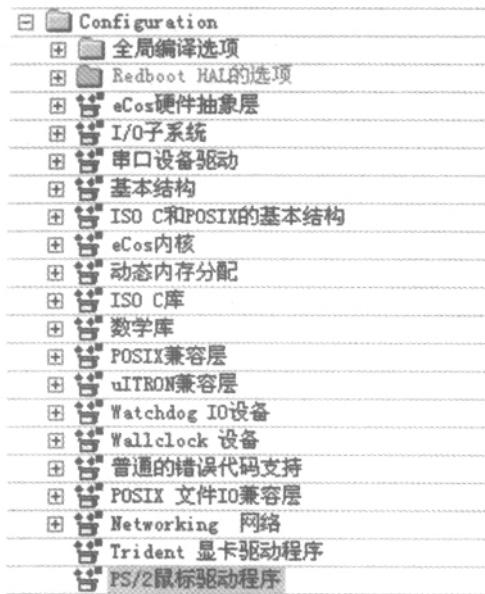 Configuration
全局编译选项
Redboot HAL的选项
eCos硬件抽象层
I/O子系统
串口设备驱动
基本结构
ISO C和POSIX的基本结构
eCos内核
动态内存分配
ISO C库
数学库
POSIX兼容层
uITRON兼容层
Watchdog IO设备
Wallclock 设备
普通的错误代码支持
POSIX 文件IO兼容层
Networking 网络
Trident 显卡驱动程序
PS/2鼠标驱动程序